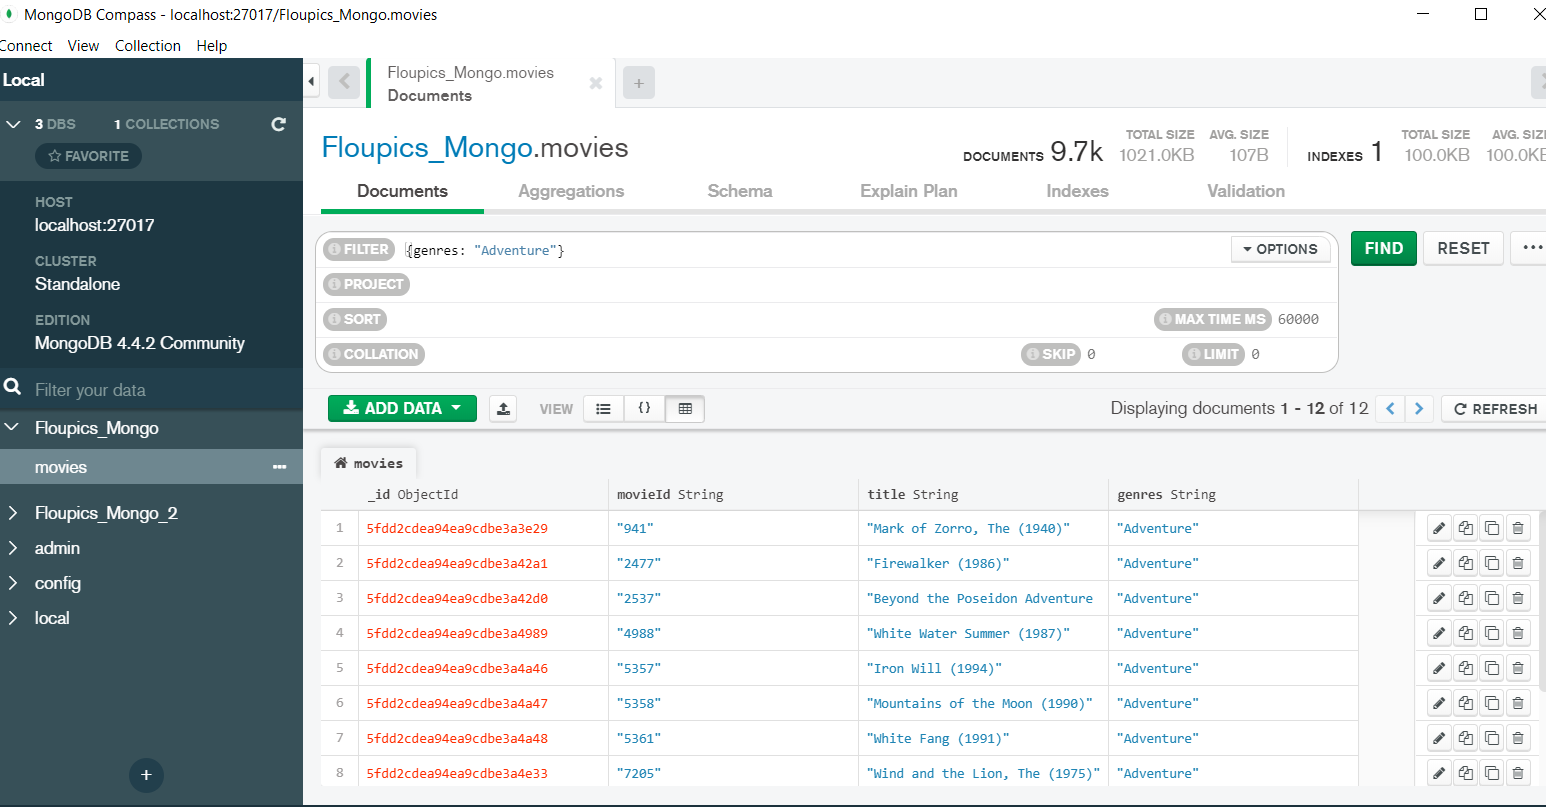 MongoDB Compass - localhost:27017/Floupics_Mongo.movies
Connect View Collection Help
Local
3 DBS 1 COLLECTIONS
FAVORITE
HOST
localhost:27017
CLUSTER
Standalone
EDITION
MongoDB 4.4.2 Community
Filter your data
Floupics_Mongo
movies
Floupics_Mongo_2
admin
config
local
+
Floupics_Mongo.movies
Documents
+
Floupics_Mongo.movies
DOCUMENTS 9.7k TOTAL SIZE 1021.0KB AVG. SIZE 107B INDEXES 1 TOTAL SIZE 100.0KB AVG. SIZE 100.0KB
Documents Aggregations Schema Explain Plan Indexes Validation
FILTER {genres: "Adventure"} OPTIONS FIND RESET ...
PROJECT
SORT MAX TIME MS 60000
COLLATION SKIP 0 LIMIT 0
ADD DATA VIEW {} Displaying documents 1 - 12 of 12 REFRESH
movies
_id ObjectId movieId String title String genres String
1 5fdd2cdea94ea9cdbe3a3e29 "941" "Mark of Zorro, The (1940)" "Adventure"
2 5fdd2cdea94ea9cdbe3a42a1 "2477" "Firewalker (1986)" "Adventure"
3 5fdd2cdea94ea9cdbe3a42d0 "2537" "Beyond the Poseidon Adventure "Adventure"
4 5fdd2cdea94ea9cdbe3a4989 "4988" "White Water Summer (1987)" "Adventure"
5 5fdd2cdea94ea9cdbe3a4a46 "5357" "Iron Will (1994)" "Adventure"
6 5fdd2cdea94ea9cdbe3a4a47 "5358" "Mountains of the Moon (1990)" "Adventure"
7 5fdd2cdea94ea9cdbe3a4a48 "5361" "White Fang (1991)" "Adventure"
8 5fdd2cdea94ea9cdbe3a4e33 "7205" "Wind and the Lion, The (1975)" "Adventure"